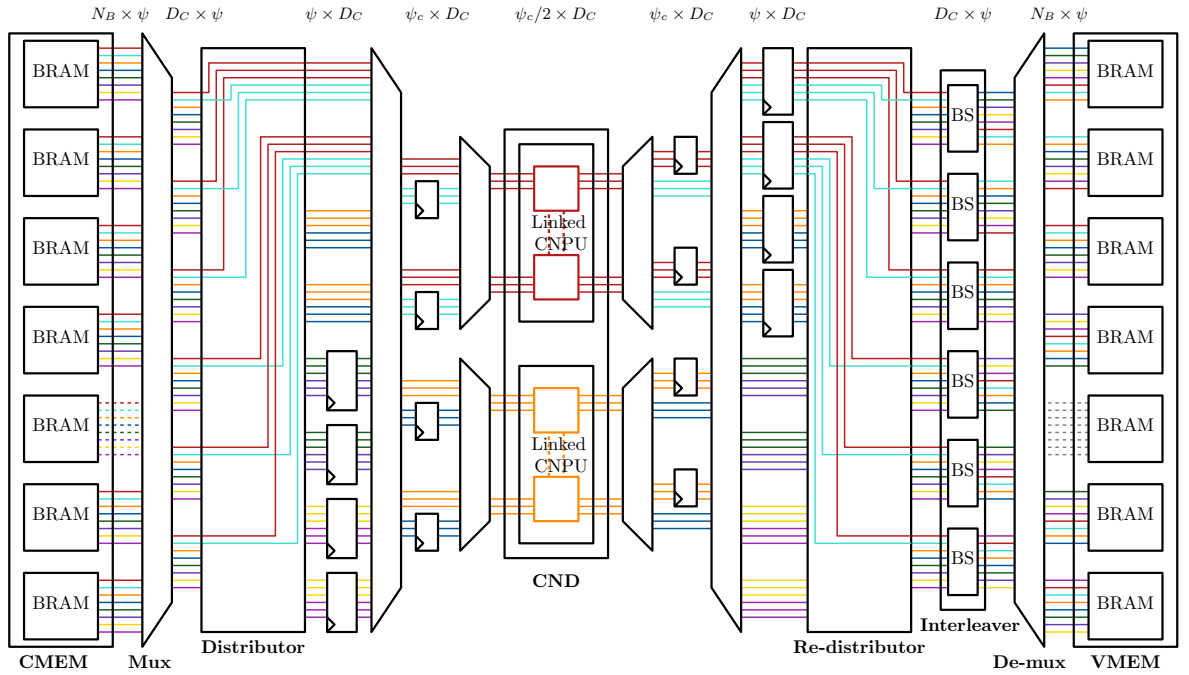 N_B × ψ
D_C × ψ
ψ × D_C
ψ_c × D_C
ψ_c/2 × D_C
ψ_c × D_C
ψ × D_C
D_C × ψ
N_B × ψ
BRAM
BRAM
BRAM
BRAM
BRAM
BRAM
BRAM
CMEM
Mux
Distributor
Linked
CNPU
Linked
CNPU
CND
Re-distributor
BS
BS
BS
BS
BS
BS
Interleaver
De-mux
BRAM
BRAM
BRAM
BRAM
BRAM
BRAM
BRAM
VMEM